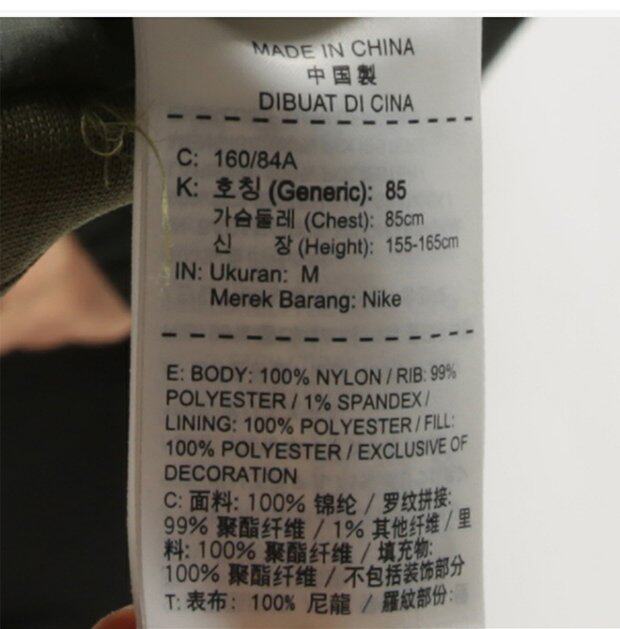 MADE IN CHINA
中国製
DIBUAT DI CINA
C: 160/84A
K: 호칭 (Generic): 85
가슴둘레 (Chest): 85cm
신 장 (Height): 155-165cm
IN: Ukuran: M
Merek Barang: Nike
E: BODY: 100% NYLON / RIB: 99%
POLYESTER / 1% SPANDEX /
LINING: 100% POLYESTER / FILL:
100% POLYESTER / EXCLUSIVE OF
DECORATION
C: 面料: 100% 锦纶 / 罗纹拼接:
99% 聚酯纤维 / 1% 其他纤维 / 里
料: 100% 聚酯纤维 / 填充物:
100% 聚酯纤维 / 不包括装饰部分
T: 表布: 100% 尼龍 / 羅紋部份: